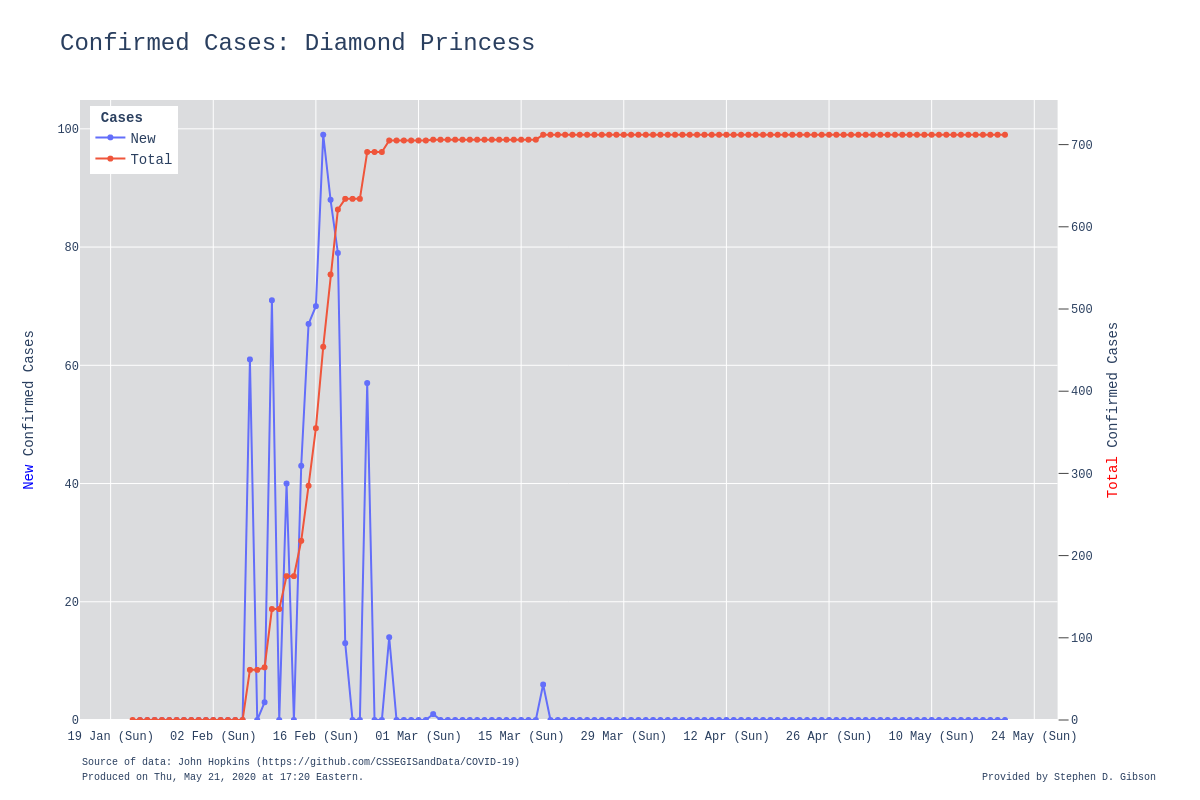 Confirmed Cases: Diamond Princess
Cases
New
Total
100
80
60
40
20
0
700
600
500
400
300
200
100
0
New Confirmed Cases
Total Confirmed Cases
19 Jan (Sun) 02 Feb (Sun) 16 Feb (Sun) 01 Mar (Sun) 15 Mar (Sun) 29 Mar (Sun) 12 Apr (Sun) 26 Apr (Sun) 10 May (Sun) 24 May (Sun)
Source of data: John Hopkins (https://github.com/CSSEGISandData/COVID-19)
Produced on Thu, May 21, 2020 at 17:20 Eastern.
Provided by Stephen D. Gibson